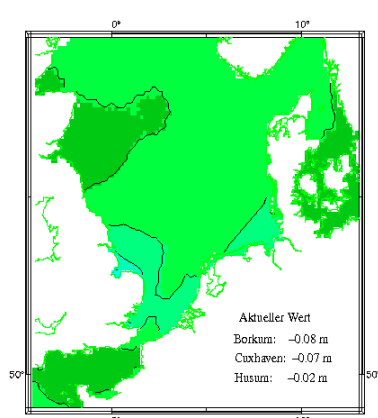 0° 10°
Aktueller Wert
Borkum: –0.08 m
Cuxhaven: –0.07 m
Husum: –0.02 m
50° 50°